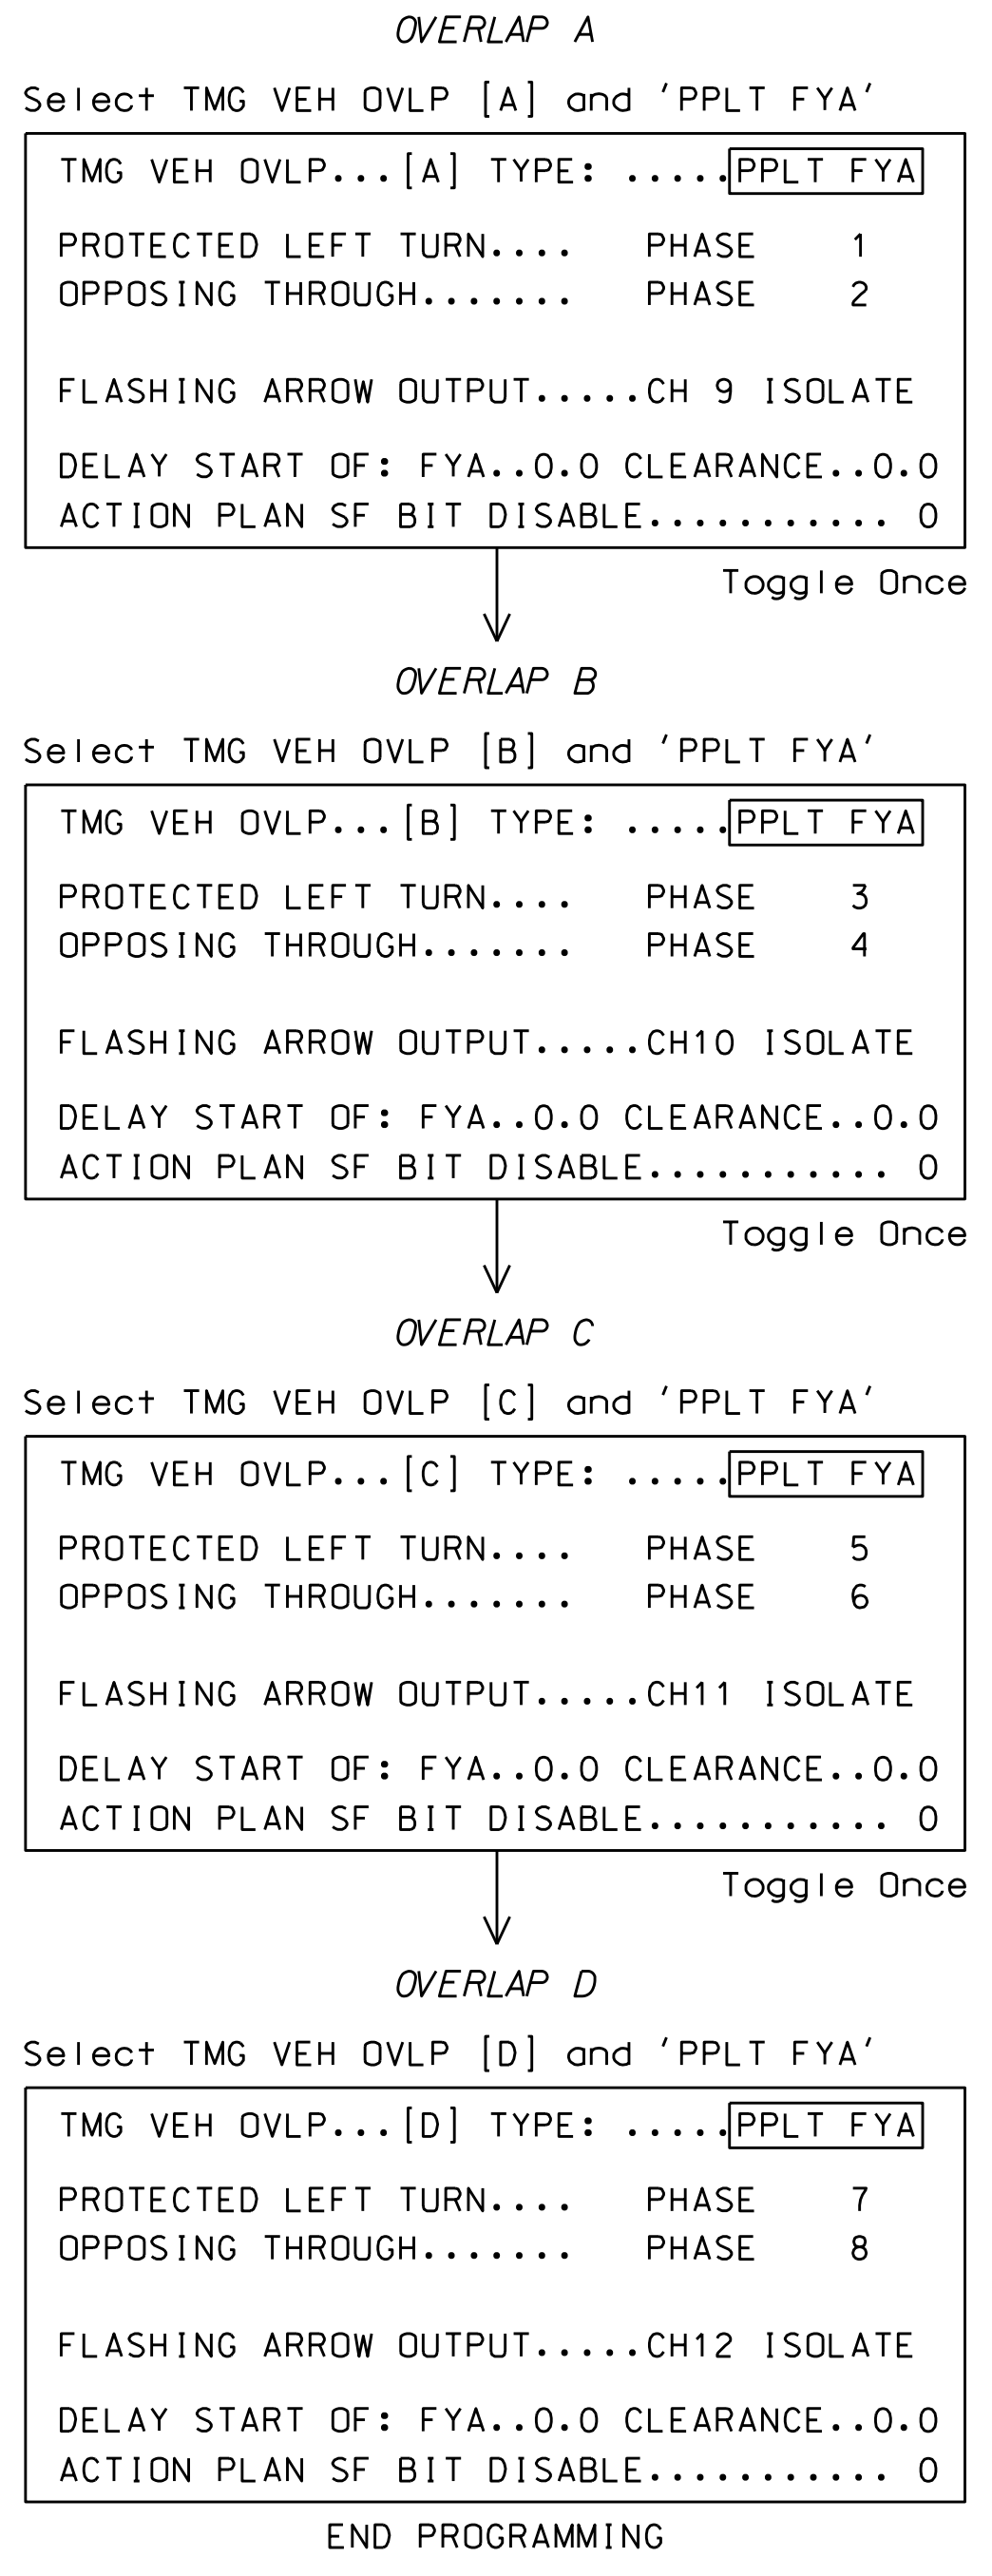 OVERLAP A
Select TMG VEH OVLP [A] and 'PPLT FYA'
TMG VEH OVLP...[A] TYPE: .....PPLT FYA
PROTECTED LEFT TURN.... PHASE 1
OPPOSING THROUGH....... PHASE 2
FLASHING ARROW OUTPUT.....CH 9 ISOLATE
DELAY START OF: FYA..0.0 CLEARANCE..0.0
ACTION PLAN SF BIT DISABLE........... 0
Toggle Once
OVERLAP B
Select TMG VEH OVLP [B] and 'PPLT FYA'
TMG VEH OVLP...[B] TYPE: .....PPLT FYA
PROTECTED LEFT TURN.... PHASE 3
OPPOSING THROUGH....... PHASE 4
FLASHING ARROW OUTPUT.....CH10 ISOLATE
DELAY START OF: FYA..0.0 CLEARANCE..0.0
ACTION PLAN SF BIT DISABLE........... 0
Toggle Once
OVERLAP C
Select TMG VEH OVLP [C] and 'PPLT FYA'
TMG VEH OVLP...[C] TYPE: .....PPLT FYA
PROTECTED LEFT TURN.... PHASE 5
OPPOSING THROUGH....... PHASE 6
FLASHING ARROW OUTPUT.....CH11 ISOLATE
DELAY START OF: FYA..0.0 CLEARANCE..0.0
ACTION PLAN SF BIT DISABLE........... 0
Toggle Once
OVERLAP D
Select TMG VEH OVLP [D] and 'PPLT FYA'
TMG VEH OVLP...[D] TYPE: .....PPLT FYA
PROTECTED LEFT TURN.... PHASE 7
OPPOSING THROUGH....... PHASE 8
FLASHING ARROW OUTPUT.....CH12 ISOLATE
DELAY START OF: FYA..0.0 CLEARANCE..0.0
ACTION PLAN SF BIT DISABLE........... 0
END PROGRAMMING